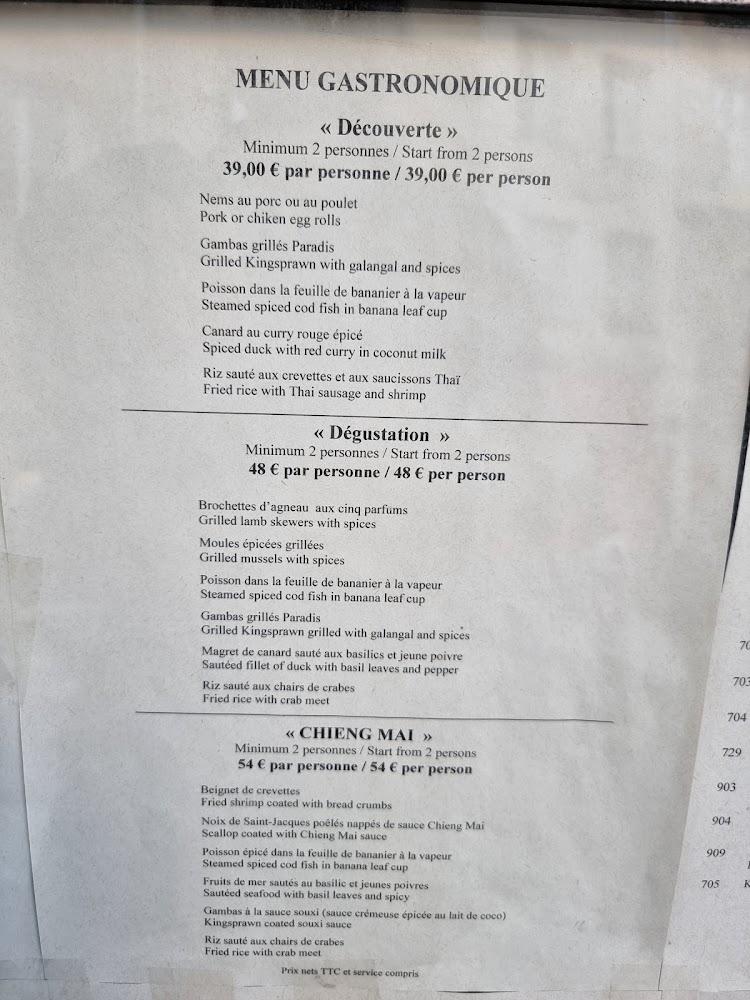 MENU GASTRONOMIQUE
« Découverte »
Minimum 2 personnes / Start from 2 persons
39,00 € par personne / 39,00 € per person
Nems au porc ou au poulet
Pork or chiken egg rolls
Gambas grillés Paradis
Grilled Kingsprawn with galangal and spices
Poisson dans la feuille de bananier à la vapeur
Steamed spiced cod fish in banana leaf cup
Canard au curry rouge épicé
Spiced duck with red curry in coconut milk
Riz sauté aux crevettes et aux saucissons Thaï
Fried rice with Thai sausage and shrimp
« Dégustation »
Minimum 2 personnes / Start from 2 persons
48 € par personne / 48 € per person
Brochettes d'agneau aux cinq parfums
Grilled lamb skewers with spices
Moules épicées grillées
Grilled mussels with spices
Poisson dans la feuille de bananier à la vapeur
Steamed spiced cod fish in banana leaf cup
Gambas grillés Paradis
Grilled Kingsprawn grilled with galangal and spices
Magret de canard sauté aux basilics et jeune poivre
Sautéed fillet of duck with basil leaves and pepper
Riz sauté aux chairs de crabes
Fried rice with crab meet
« CHIENG MAI »
Minimum 2 personnes / Start from 2 persons
54 € par personne / 54 € per person
Beignet de crevettes
Fried shrimp coated with bread crumbs
Noix de Saint-Jacques poêlés nappés de sauce Chieng Mai
Scallop coated with Chieng Mai sauce
Poisson épicé dans la feuille de bananier à la vapeur
Steamed spiced cod fish in banana leaf cup
Fruits de mer sautés au basilic et jeunes poivres
Sautéed seafood with basil leaves and spicy
Gambas à la sauce souxi (sauce crémeuse épicée au lait de coco)
Kingsprawn coated souxi sauce
Riz sauté aux chairs de crabes
Fried rice with crab meet
Prix nets TTC et service compris
703
704
729
903
904
909
705 K